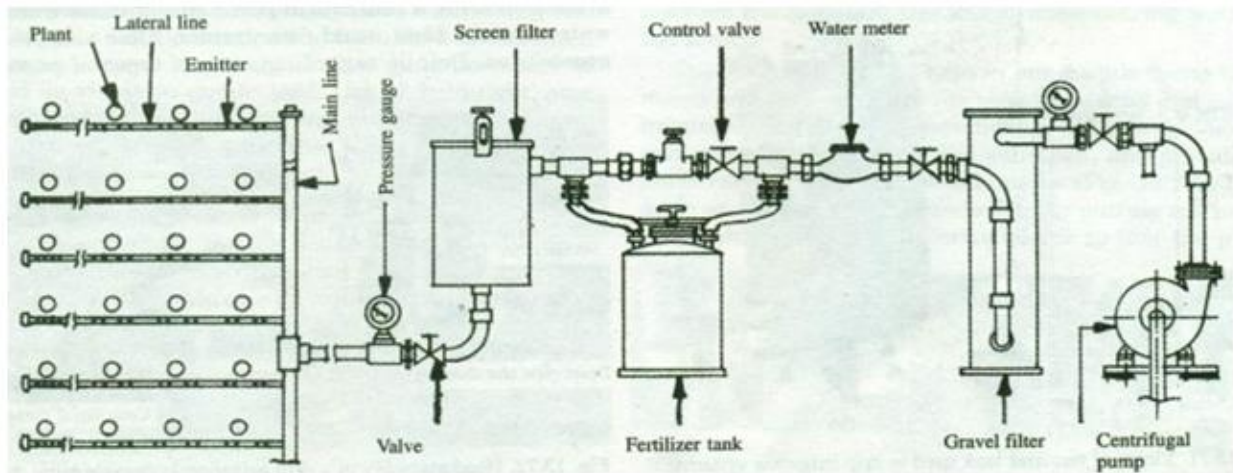 Lateral line
Plant
Emitter
Main line
Pressure gauge
Screen filter
Control valve
Water meter
Valve
Fertilizer tank
Gravel filter
Centrifugal
pump